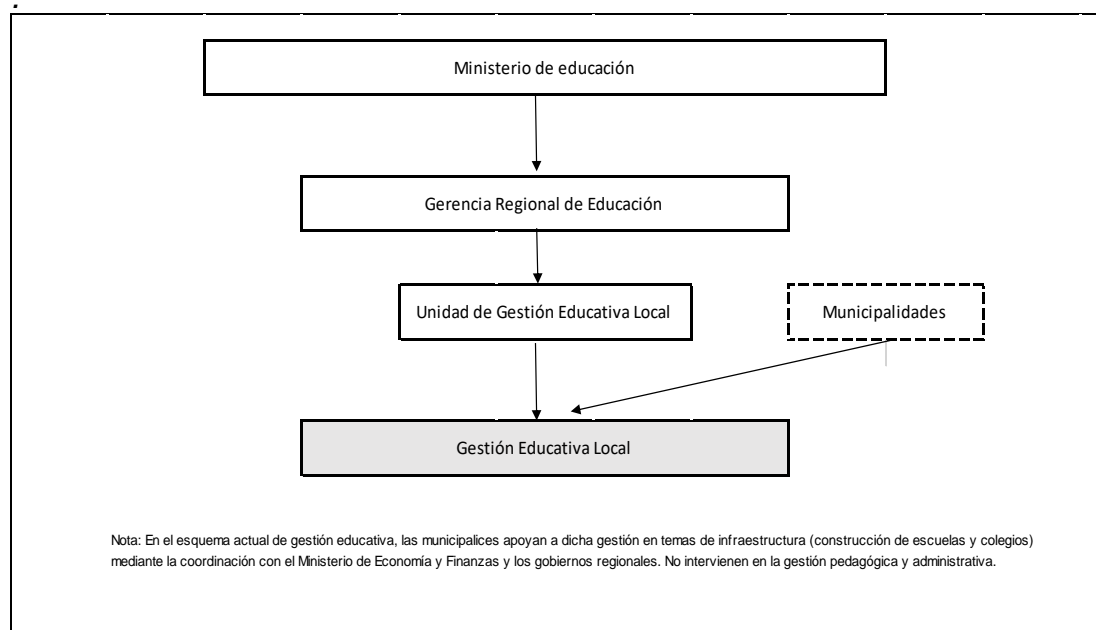 Ministerio de educación
Gerencia Regional de Educación
Unidad de Gestión Educativa Local
Municipalidades
Gestión Educativa Local
Nota: En el esquema actual de gestión educativa, las municipalices apoyan a dicha gestión en temas de infraestructura (construcción de escuelas y colegios)
mediante la coordinación con el Ministerio de Economía y Finanzas y los gobiernos regionales. No intervienen en la gestión pedagógica y administrativa.